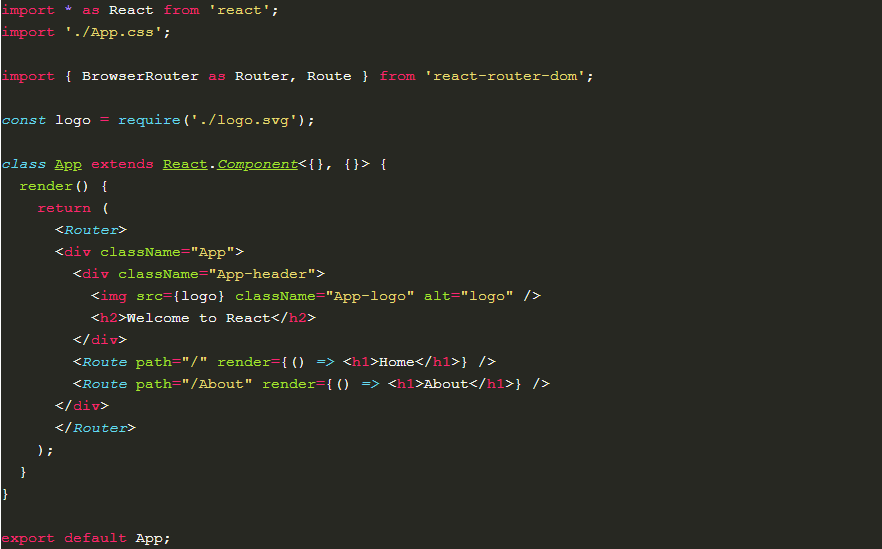 import * as React from 'react';
import './App.css';
import { BrowserRouter as Router, Route } from 'react-router-dom';
const logo = require('./logo.svg');
class App extends React.Component<{}, {}> {
  render() {
    return (
      <Router>
      <div className="App">
        <div className="App-header">
          <img src={logo} className="App-logo" alt="logo" />
          <h2>Welcome to React</h2>
        </div>
        <Route path="/" render={() => <h1>Home</h1>} />
        <Route path="/About" render={() => <h1>About</h1>} />
      </div>
      </Router>
    );
  }
}
export default App;